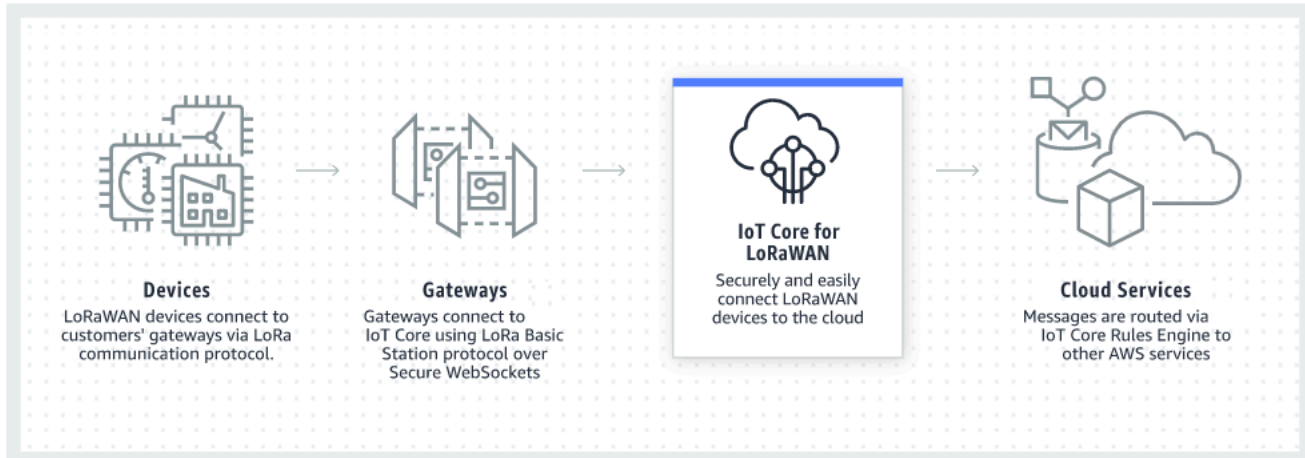 Devices
LoRaWAN devices connect to
customers' gateways via LoRa
communication protocol.
Gateways
Gateways connect to
IoT Core using LoRa Basic
Station protocol over
Secure WebSockets
IoT Core for
LoRaWAN
Securely and easily
connect LoRaWAN
devices to the cloud
Cloud Services
Messages are routed via
IoT Core Rules Engine to
other AWS services